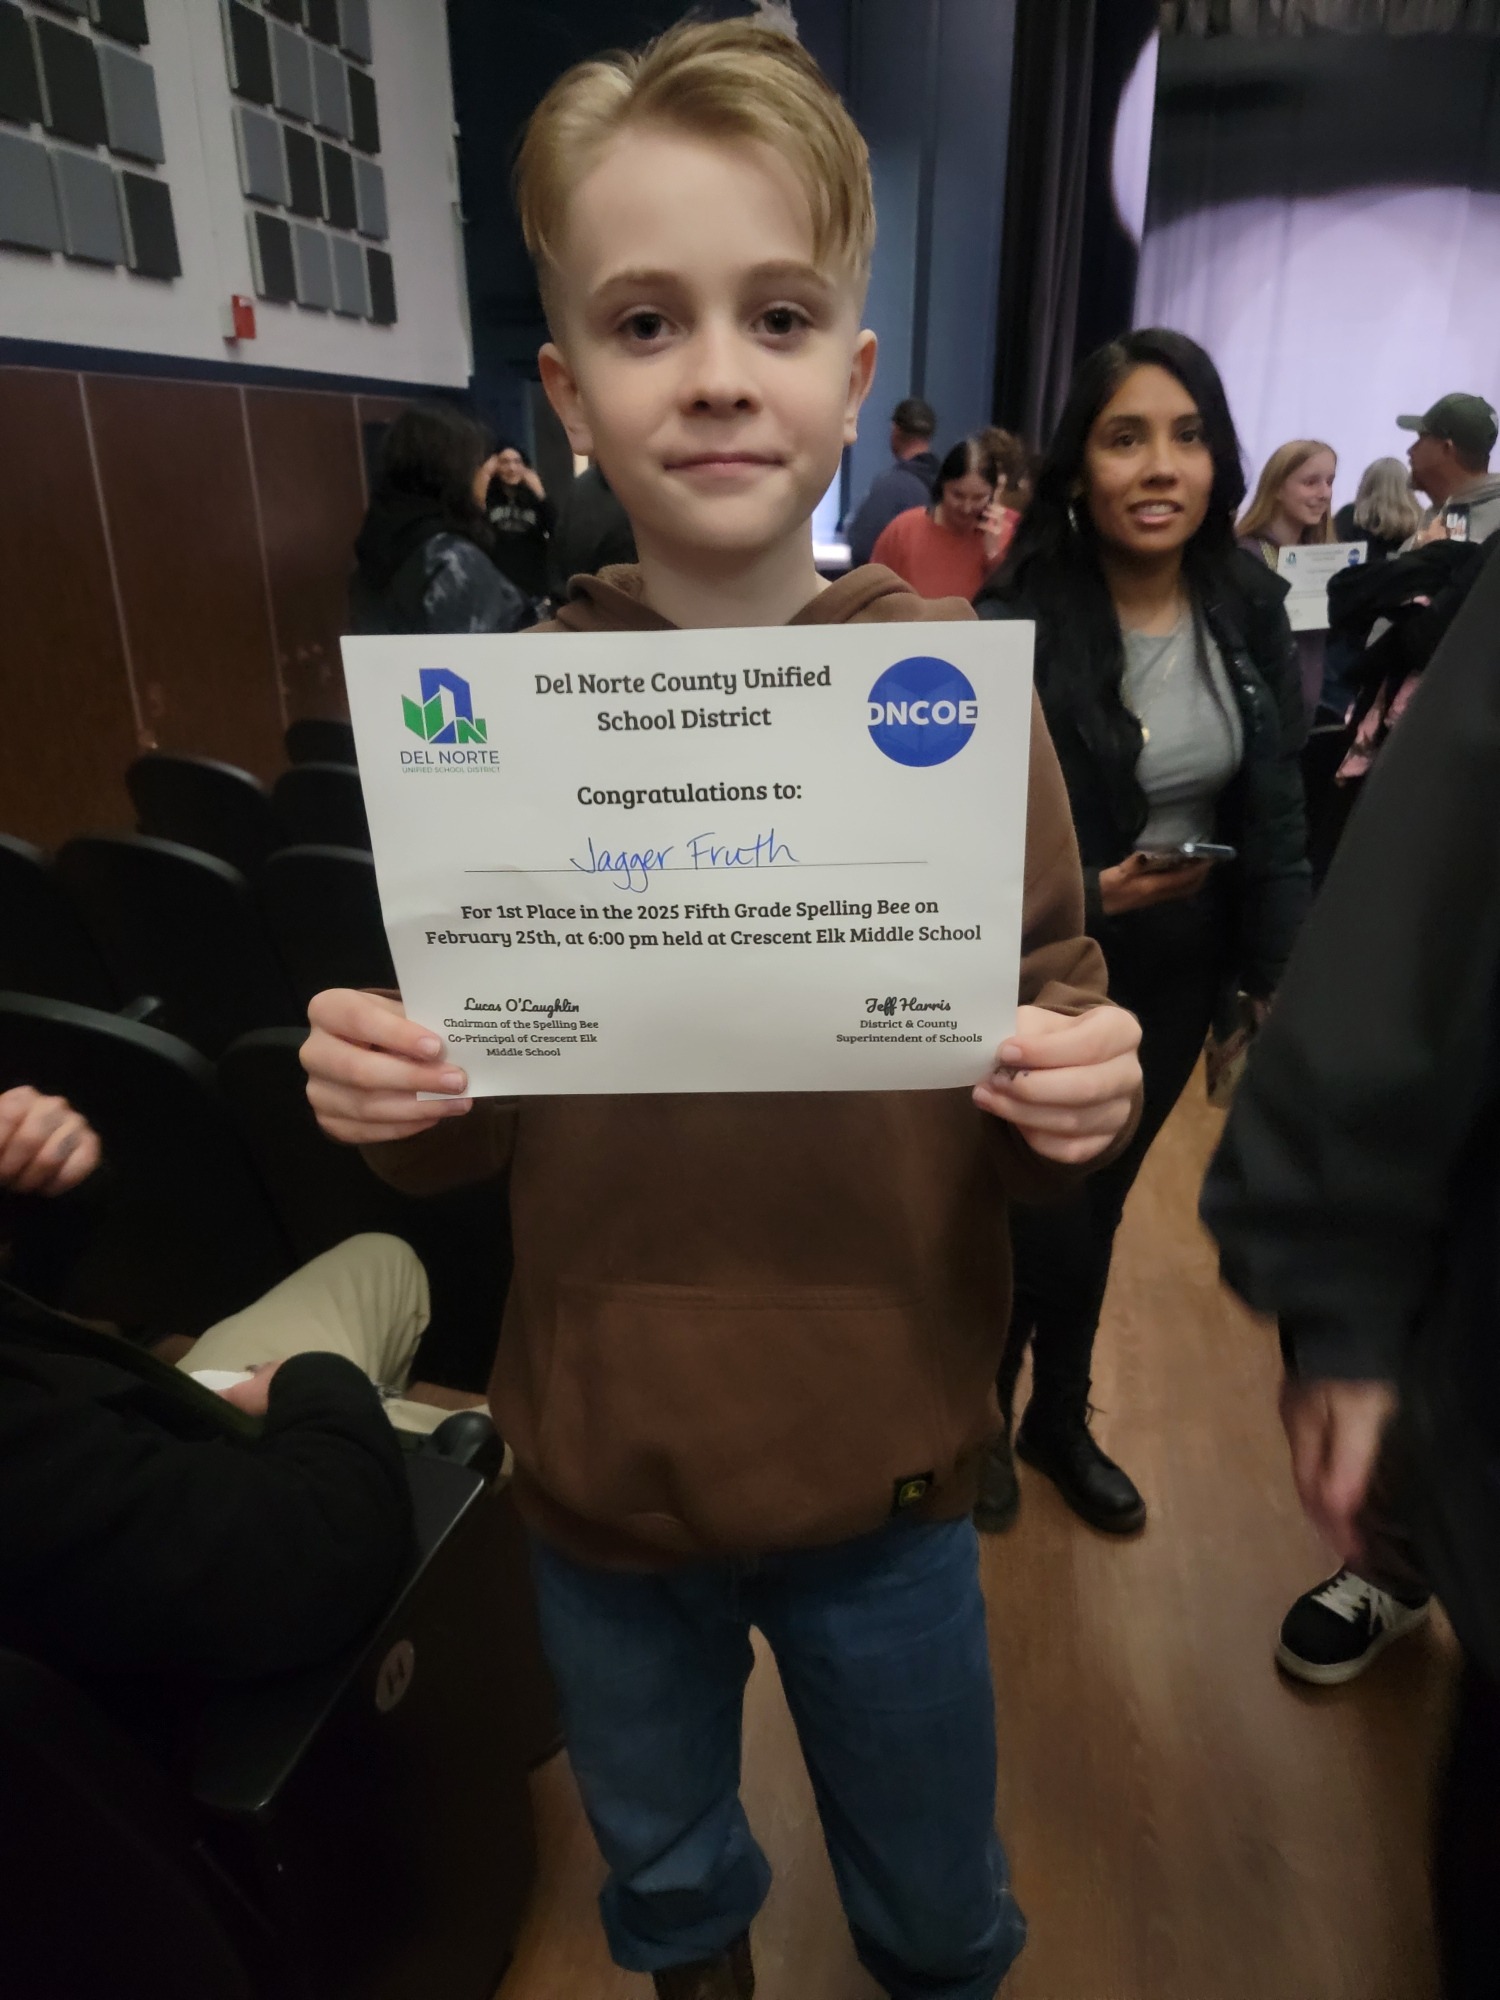 Del Norte County Unified
School District
DEL NORTE
UNIFIED SCHOOL DISTRICT
DNCOE
Congratulations to:
Jagger Fruth
For 1st Place in the 2025 Fifth Grade Spelling Bee on
February 25th, at 6:00 pm held at Crescent Elk Middle School
Lucas O'Laughlin
Chairman of the Spelling Bee
Co-Principal of Crescent Elk
Middle School
Jeff Harris
District & County
Superintendent of Schools
H